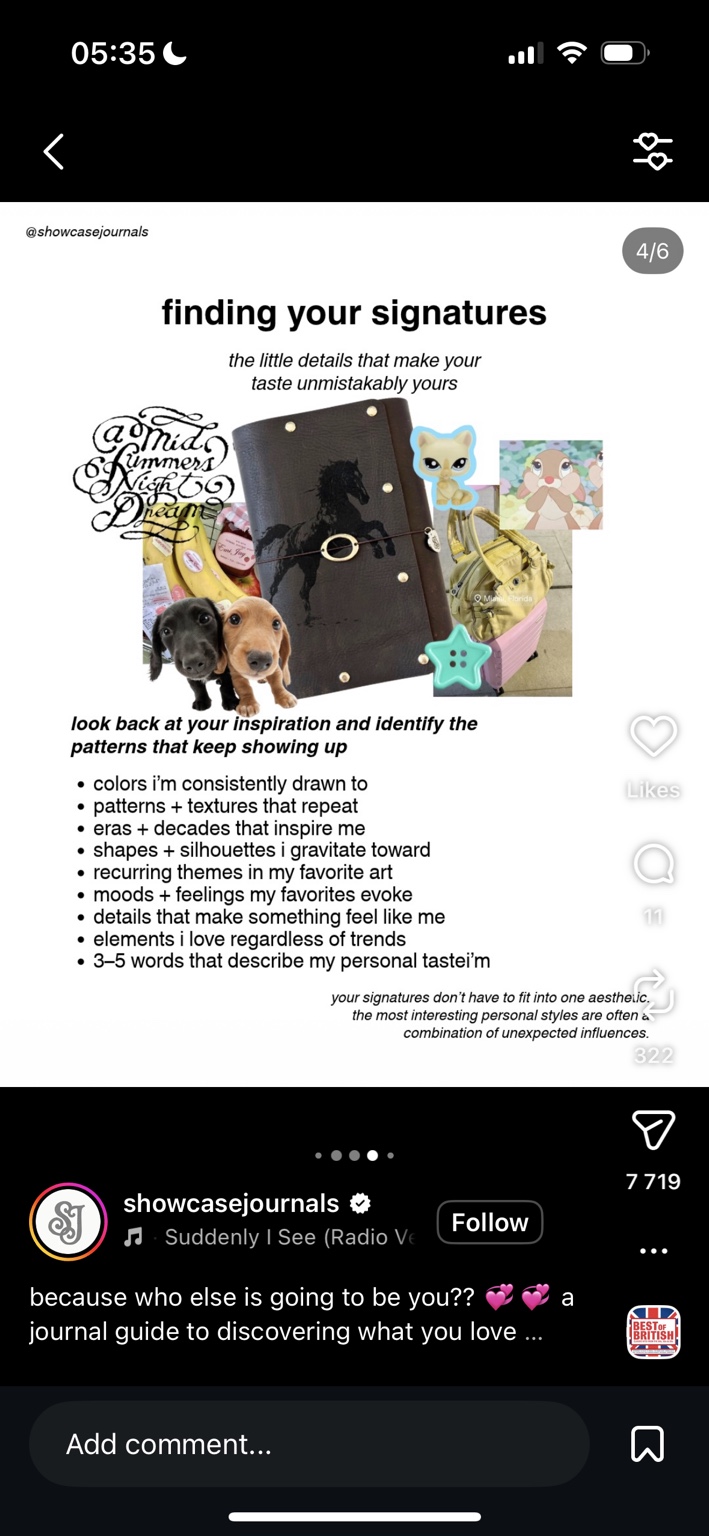 05:35
@showcasejournals
4/6
finding your signatures
the little details that make your
taste unmistakably yours
a Mid
Summers
Night
Dream
look back at your inspiration and identify the
patterns that keep showing up
• colors i'm consistently drawn to
• patterns + textures that repeat
• eras + decades that inspire me
• shapes + silhouettes i gravitate toward
• recurring themes in my favorite art
• moods + feelings my favorites evoke
• details that make something feel like me
• elements i love regardless of trends
• 3–5 words that describe my personal tastei'm
your signatures don't have to fit into one aesthetic.
the most interesting personal styles are often a
combination of unexpected influences.
Likes
11
322
7 719
SJ
showcasejournals
Suddenly I See (Radio Ve
Follow
because who else is going to be you?? 💞 💞 a
journal guide to discovering what you love ...
BEST OF
BRITISH
Add comment...